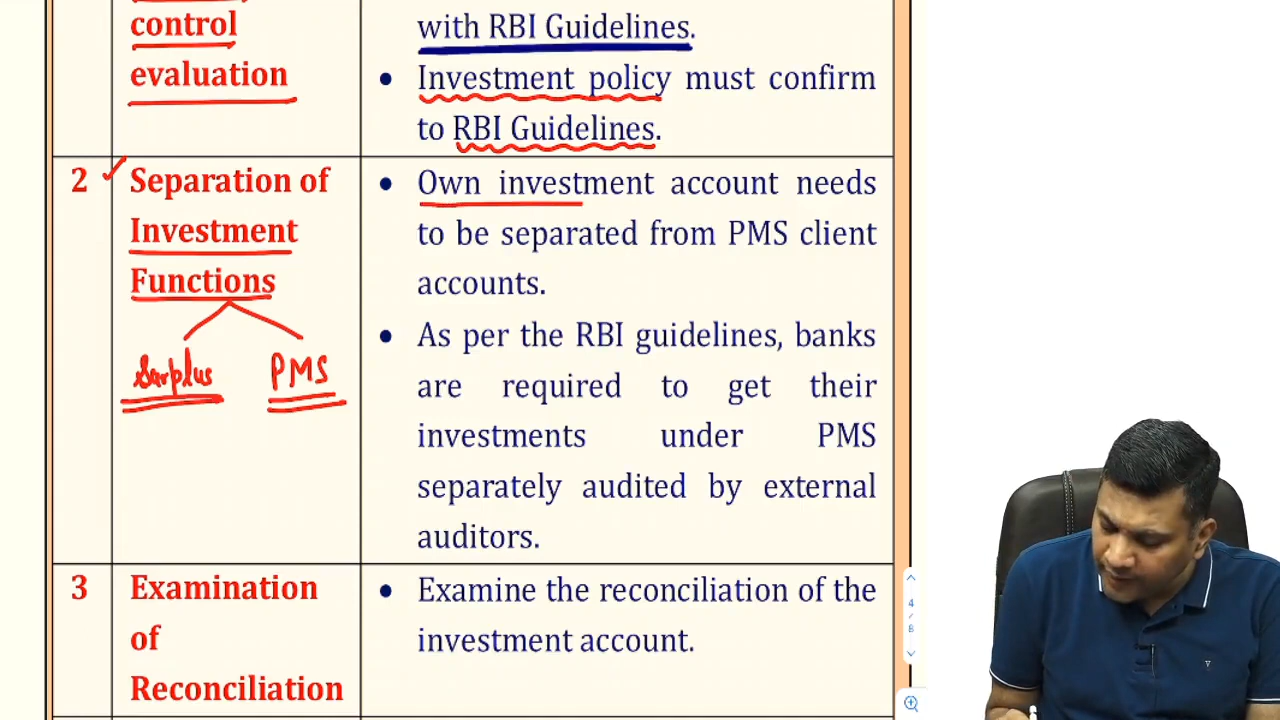 control
evaluation
with RBI Guidelines.
• Investment policy must confirm
to RBI Guidelines.
2
Separation of
Investment
Functions
Surplus
PMS
• Own investment account needs
to be separated from PMS client
accounts.
• As per the RBI guidelines, banks
are required to get their
investments under PMS
separately audited by external
auditors.
3
Examination
of
Reconciliation
• Examine the reconciliation of the
investment account.
4
/
8